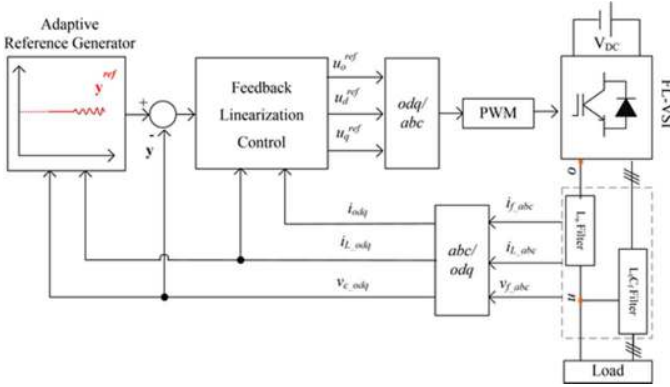 Adaptive
Reference Generator
y^ref
+
-
y
Feedback
Linearization
Control
u_o^ref
u_d^ref
u_q^ref
odq/
abc
PWM
V_DC
FL-VSI
o
L_n Filter
n
L_fC_f Filter
Load
i_odq
i_L_odq
v_c_odq
abc/
odq
i_f_abc
i_L_abc
v_f_abc